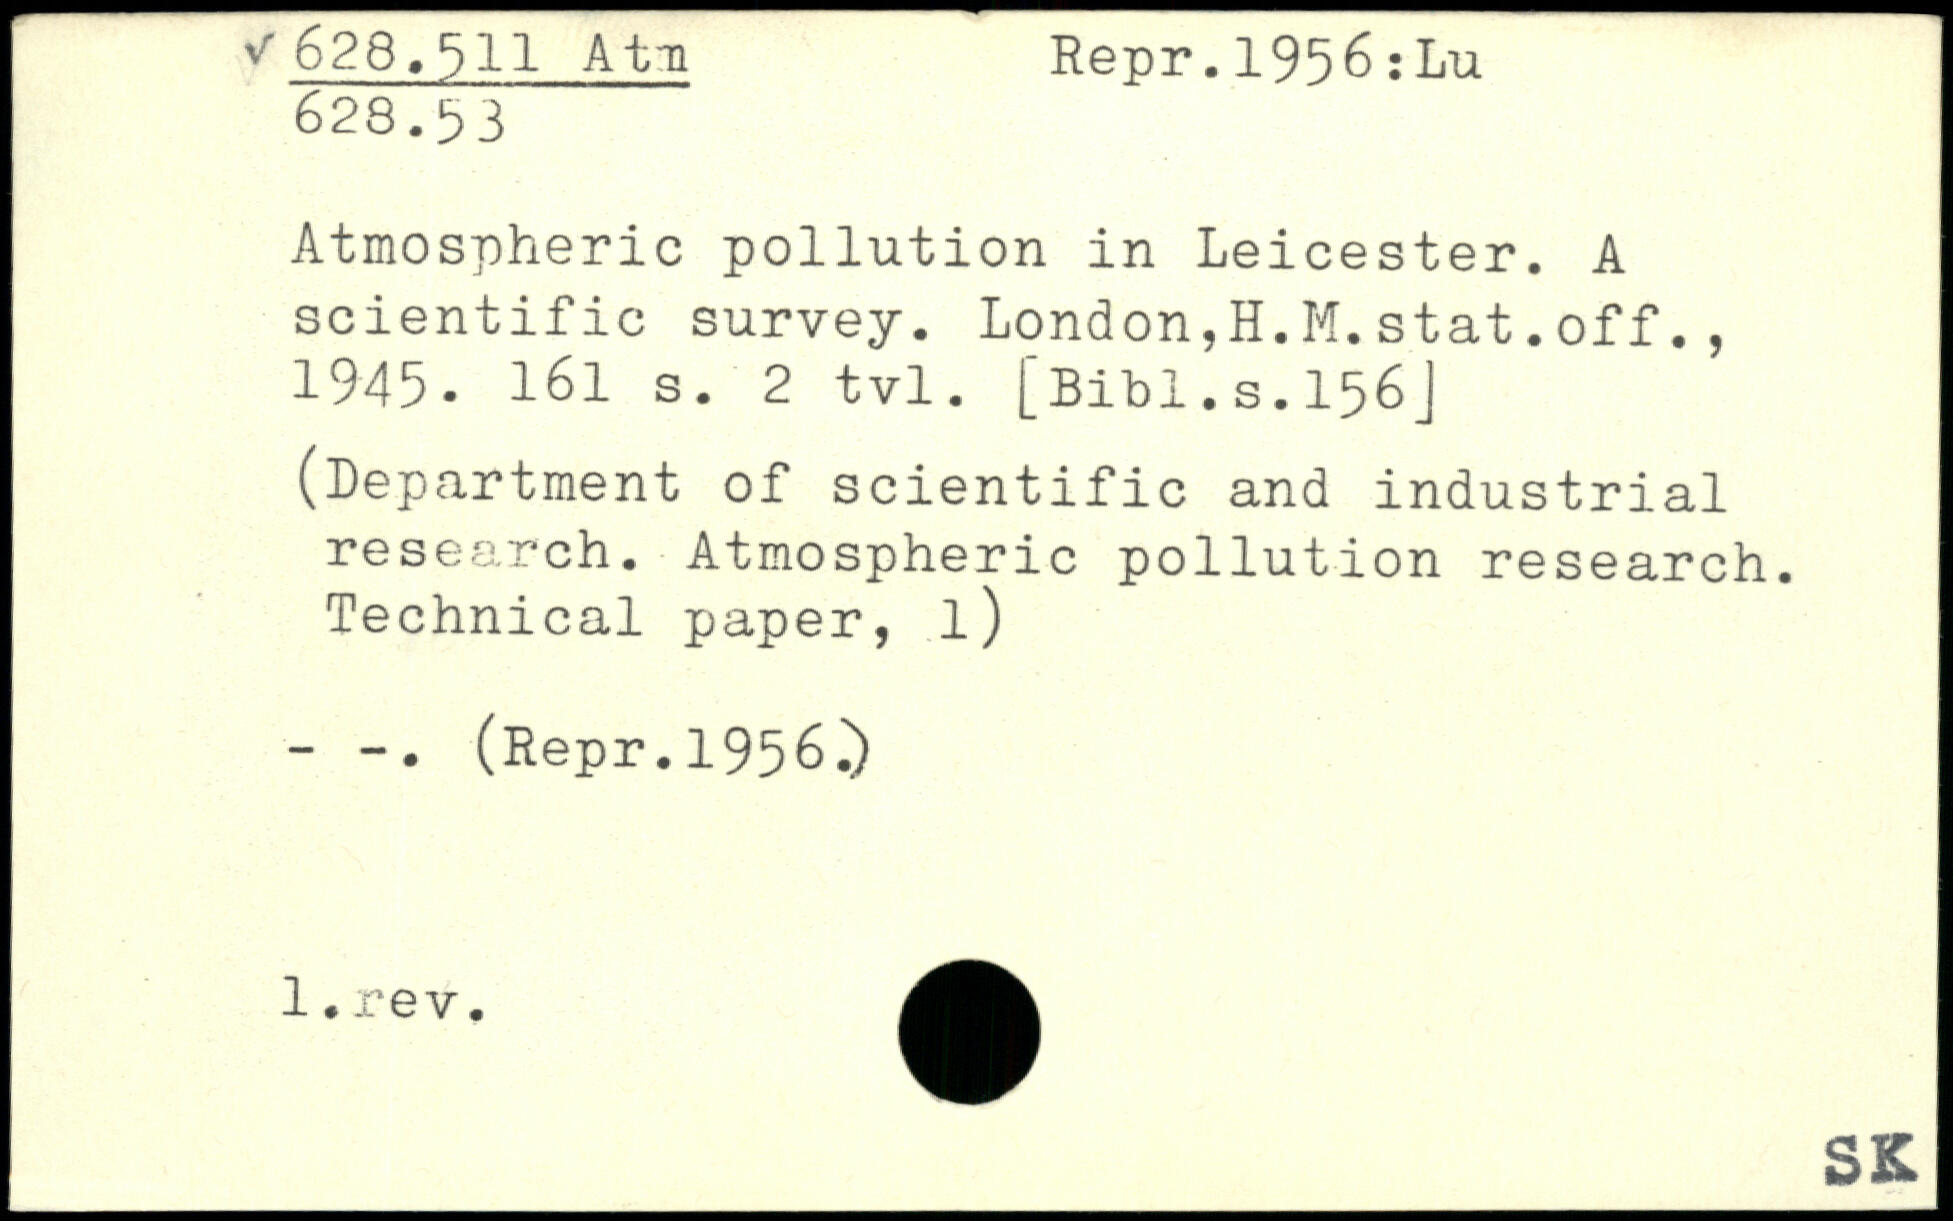 ✓ 628.511 Atm Repr.1956:Lu
628.53
Atmospheric pollution in Leicester. A
scientific survey. London,H.M.stat.off.,
1945. 161 s. 2 tvl. [Bibl.s.156]
(Department of scientific and industrial
research. Atmospheric pollution research.
Technical paper, 1)
- -. (Repr.1956.)
1.rev.
SK